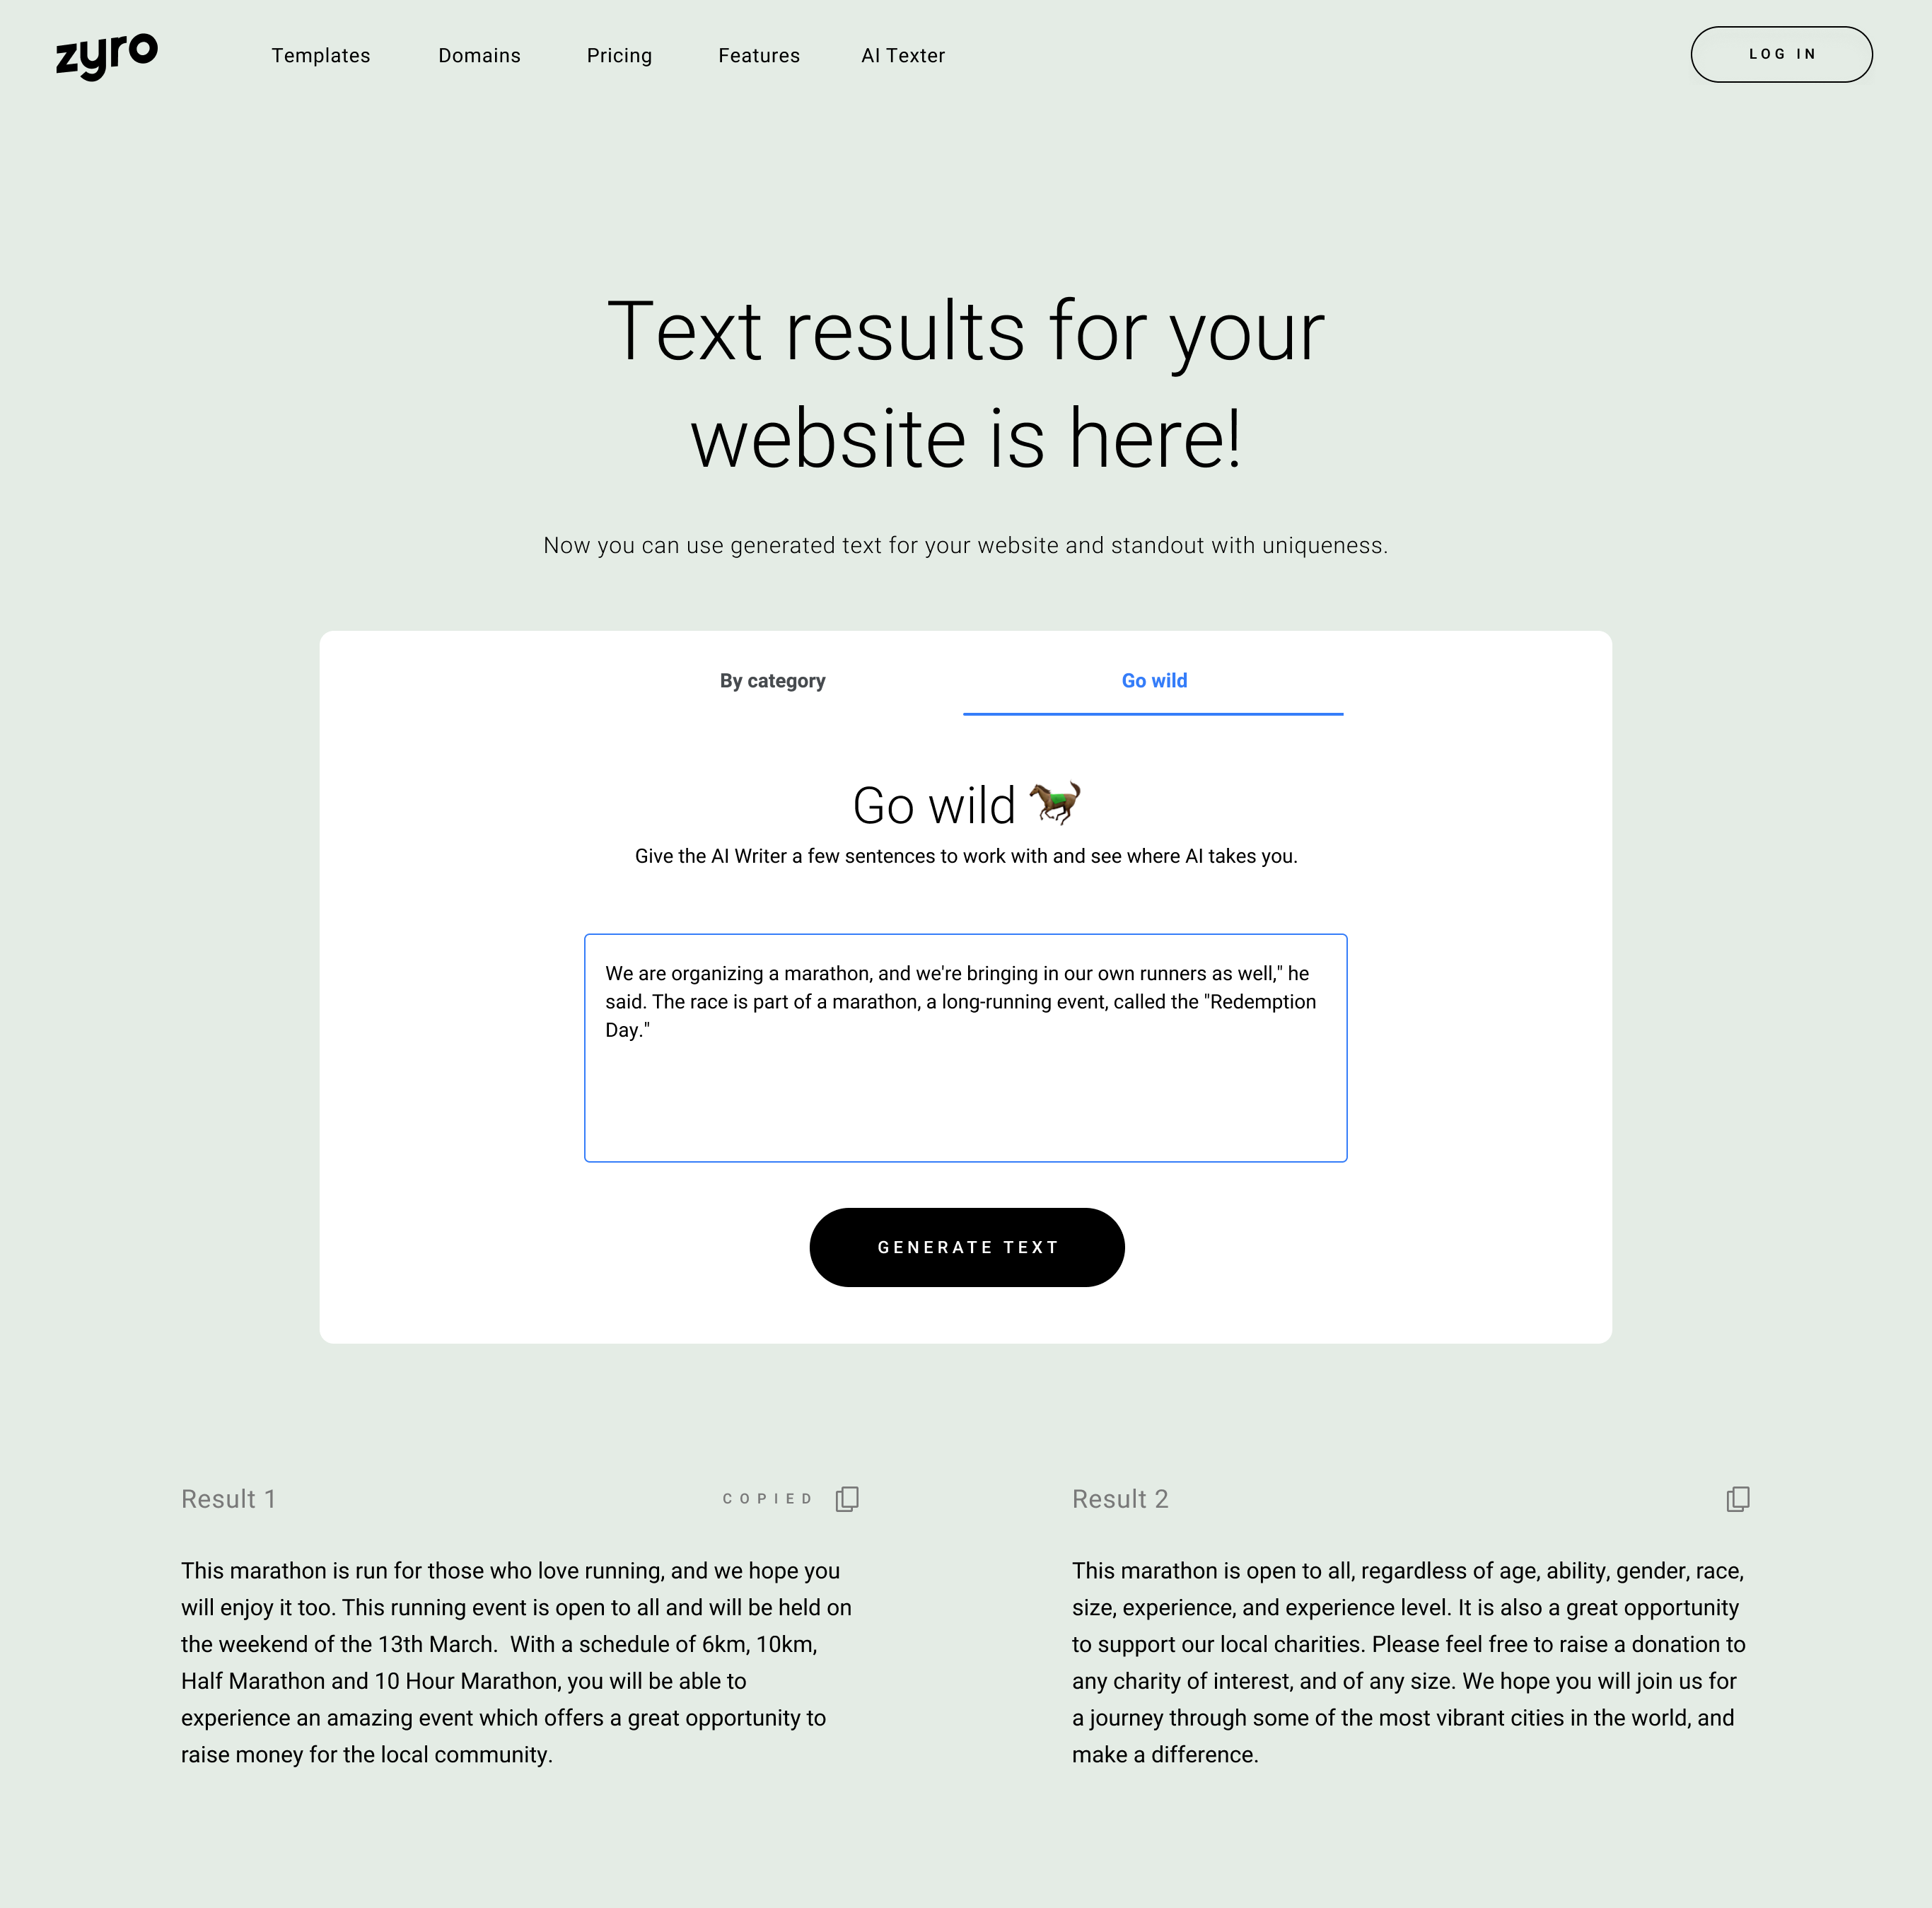 zyro
Templates
Domains
Pricing
Features
AI Texter
LOG IN
Text results for your
website is here!
Now you can use generated text for your website and standout with uniqueness.
By category
Go wild
Go wild
Give the AI Writer a few sentences to work with and see where AI takes you.
We are organizing a marathon, and we're bringing in our own runners as well," he
said. The race is part of a marathon, a long-running event, called the "Redemption
Day."
GENERATE TEXT
Result 1
COPIED
This marathon is run for those who love running, and we hope you
will enjoy it too. This running event is open to all and will be held on
the weekend of the 13th March.  With a schedule of 6km, 10km,
Half Marathon and 10 Hour Marathon, you will be able to
experience an amazing event which offers a great opportunity to
raise money for the local community.
Result 2
This marathon is open to all, regardless of age, ability, gender, race,
size, experience, and experience level. It is also a great opportunity
to support our local charities. Please feel free to raise a donation to
any charity of interest, and of any size. We hope you will join us for
a journey through some of the most vibrant cities in the world, and
make a difference.